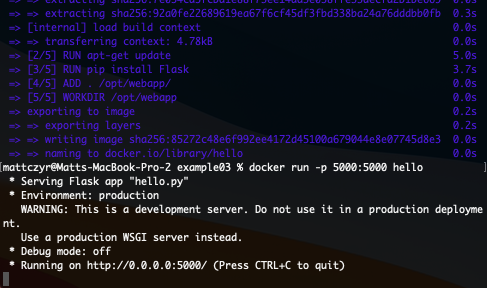 => extracting sha256:92a0fe22689619ea67f6cf45df3fbd338ba24a76dddbb0fb 0.3s
=> [internal] load build context 0.0s
=> => transferring context: 4.78kB 0.0s
=> [2/5] RUN apt-get update 5.0s
=> [3/5] RUN pip install Flask 3.7s
=> [4/5] ADD . /opt/webapp/ 0.0s
=> [5/5] WORKDIR /opt/webapp 0.0s
=> exporting to image 0.2s
=> => exporting layers 0.2s
=> => writing image sha256:85272c48e6f992ee4172d45100a679044e8e07745d8e3 0.0s
=> => naming to docker.io/library/hello 0.0s
[mattczyr@Matts-MacBook-Pro-2 example03 % docker run -p 5000:5000 hello ]
* Serving Flask app "hello.py"
* Environment: production
WARNING: This is a development server. Do not use it in a production deployme
nt.
Use a production WSGI server instead.
* Debug mode: off
* Running on http://0.0.0.0:5000/ (Press CTRL+C to quit)